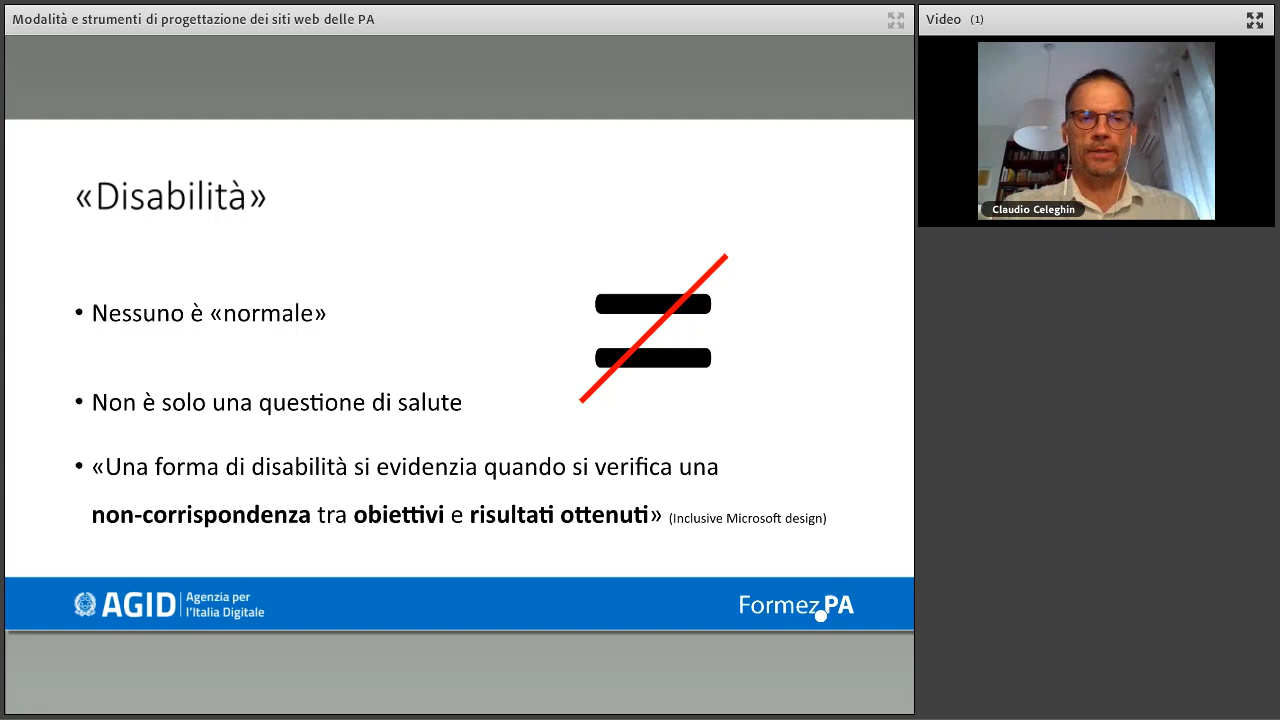 Modalità e strumenti di progettazione dei siti web delle PA
Video (1)
Claudio Celeghin
«Disabilità»
• Nessuno è «normale»
• Non è solo una questione di salute
• «Una forma di disabilità si evidenzia quando si verifica una
non-corrispondenza tra obiettivi e risultati ottenuti» (Inclusive Microsoft design)
AGID
Agenzia per
l'Italia Digitale
Formez PA